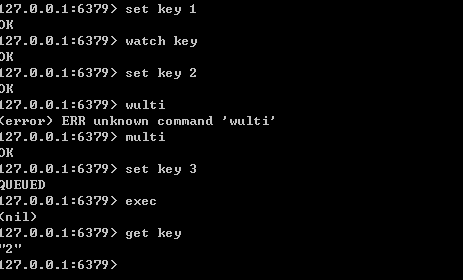 127.0.0.1:6379> set key 1
OK
127.0.0.1:6379> watch key
OK
127.0.0.1:6379> set key 2
OK
127.0.0.1:6379> wulti
(error) ERR unknown command 'wulti'
127.0.0.1:6379> multi
OK
127.0.0.1:6379> set key 3
QUEUED
127.0.0.1:6379> exec
(nil)
127.0.0.1:6379> get key
"2"
127.0.0.1:6379>